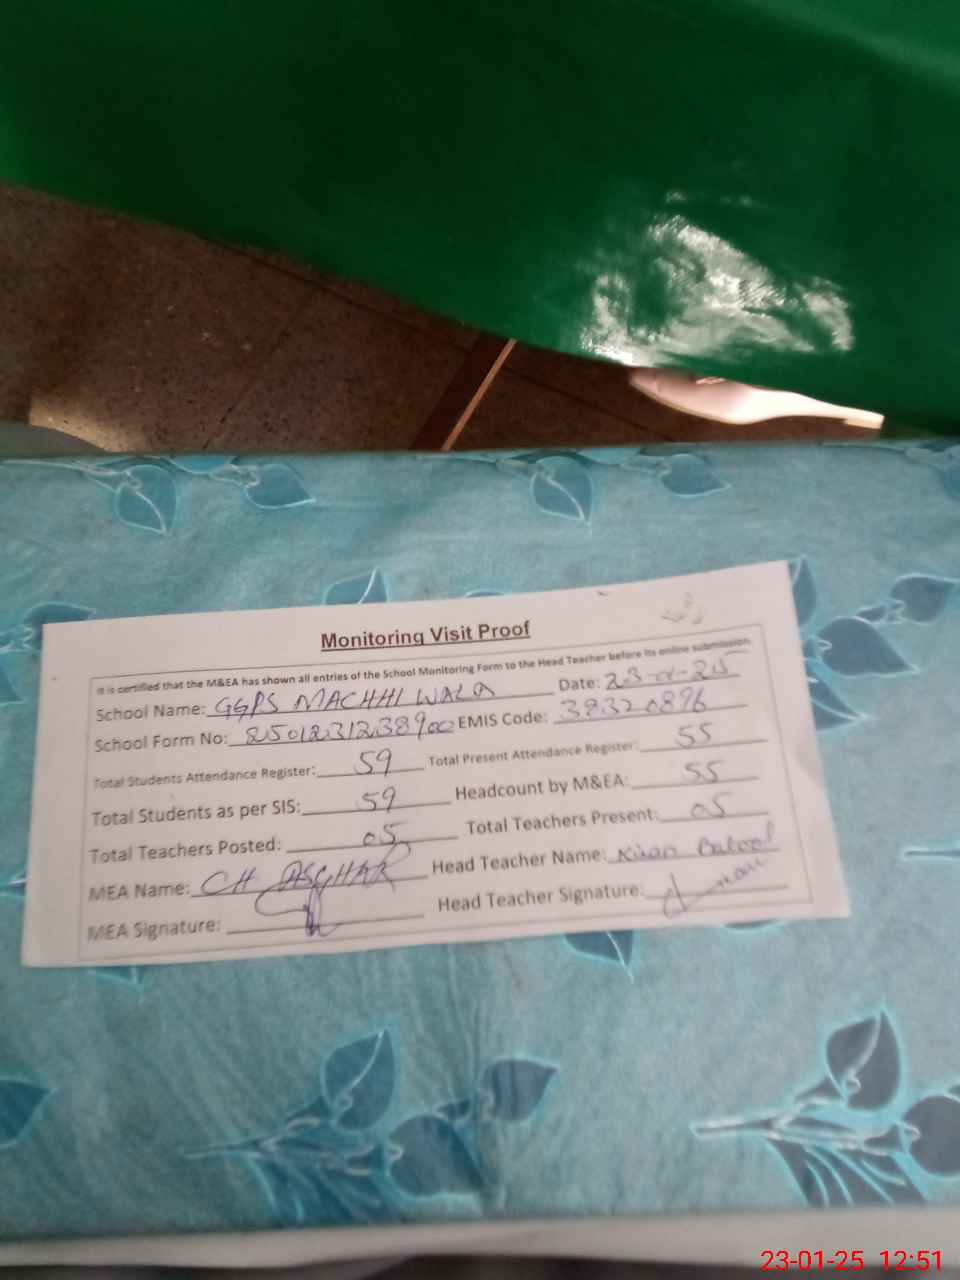 Monitoring Visit Proof
It is certified that the M&EA has shown all entries of the School Monitoring Form to the Head Teacher before its online submission.
School Name: GGPS MACHHI WALA Date: 23-01-25
School Form No: 2501231238900 EMIS Code: 38320896
Total Students Attendance Register: 59 Total Present Attendance Register: 55
Total Students as per SIS: 59 Headcount by M&EA: 55
Total Teachers Posted: 05 Total Teachers Present: 05
MEA Name: CH ASGHAR Head Teacher Name: Kiran Batool
MEA Signature: Head Teacher Signature:
23-01-25 12:51